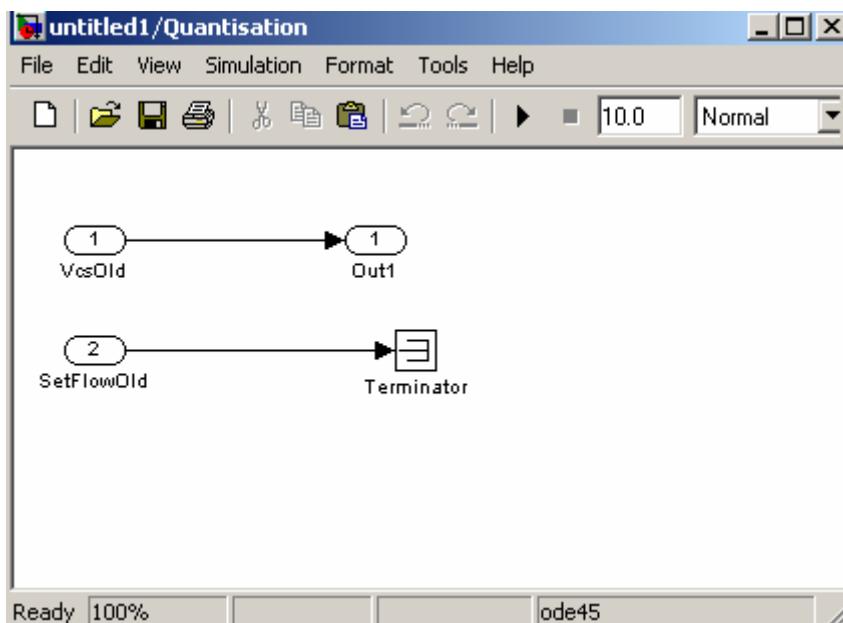 untitled1/Quantisation
File Edit View Simulation Format Tools Help
10.0 Normal
1 1
VcsOld Out1
2
SetFlowOld Terminator
Ready 100% ode45